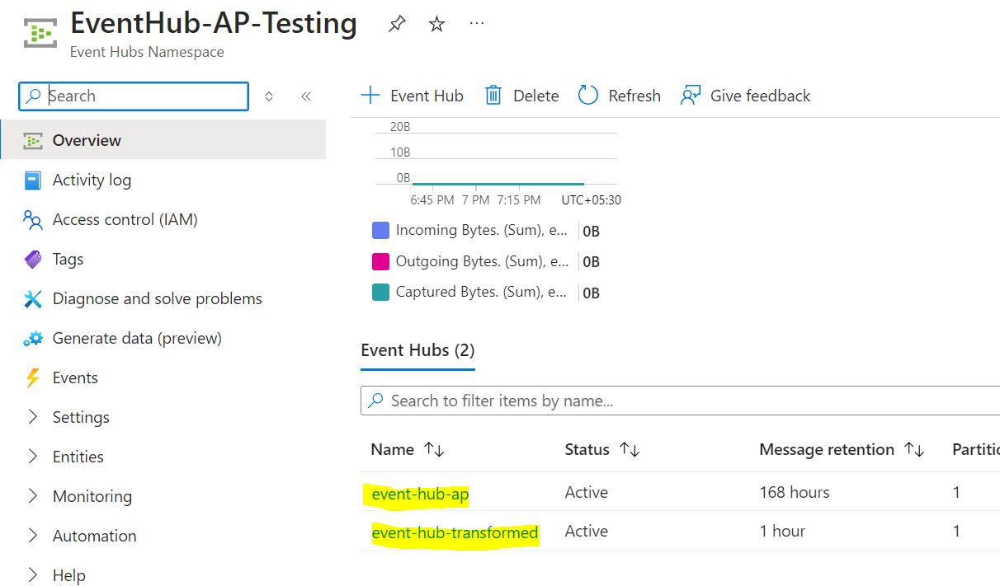 EventHub-AP-Testing
Event Hubs Namespace
Search
Overview
Activity log
Access control (IAM)
Tags
Diagnose and solve problems
Generate data (preview)
Events
Settings
Entities
Monitoring
Automation
Help
Event Hub Delete Refresh Give feedback
20B
10B
0B
6:45 PM 7 PM 7:15 PM UTC+05:30
Incoming Bytes. (Sum), e... 0B
Outgoing Bytes. (Sum), e... 0B
Captured Bytes. (Sum), e... 0B
Event Hubs (2)
Search to filter items by name...
Name Status Message retention Partitic
event-hub-ap Active 168 hours 1
event-hub-transformed Active 1 hour 1